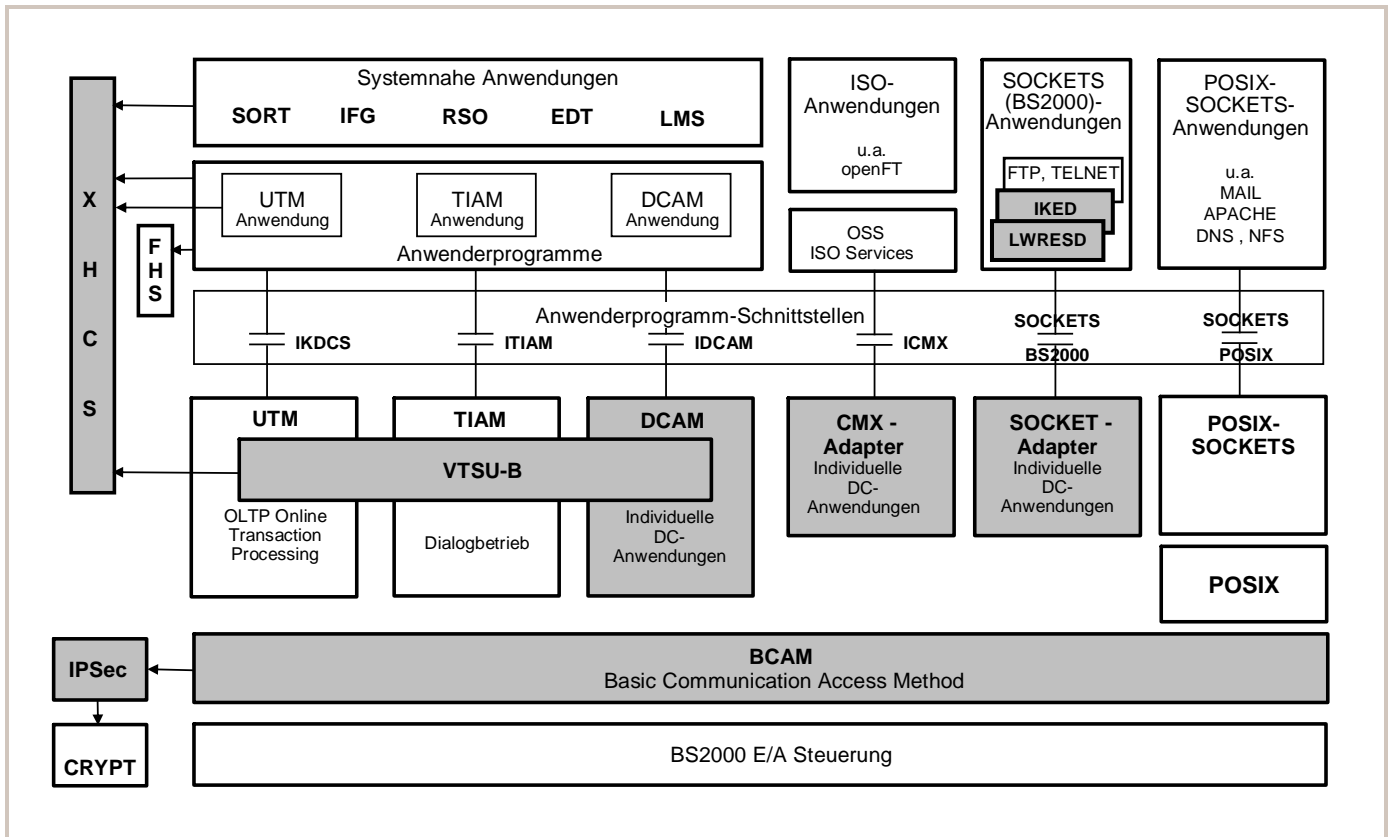 Systemnahe Anwendungen
SORT IFG RSO EDT LMS
ISO-
Anwendungen
u.a.
openFT
SOCKETS
(BS2000)-
Anwendungen
FTP, TELNET
IKED
LWRESD
POSIX-
SOCKETS-
Anwendungen
u.a.
MAIL
APACHE
DNS , NFS
X
H
C
S
F
H
S
UTM
Anwendung
TIAM
Anwendung
DCAM
Anwendung
Anwenderprogramme
OSS
ISO Services
Anwenderprogramm-Schnittstellen
IKDCS
ITIAM
IDCAM
ICMX
SOCKETS
BS2000
SOCKETS
POSIX
UTM
TIAM
DCAM
VTSU-B
OLTP Online
Transaction
Processing
Dialogbetrieb
Individuelle
DC-
Anwendungen
CMX -
Adapter
Individuelle
DC-
Anwendungen
SOCKET -
Adapter
Individuelle
DC-
Anwendungen
POSIX-
SOCKETS
POSIX
IPSec
BCAM
Basic Communication Access Method
CRYPT
BS2000 E/A Steuerung